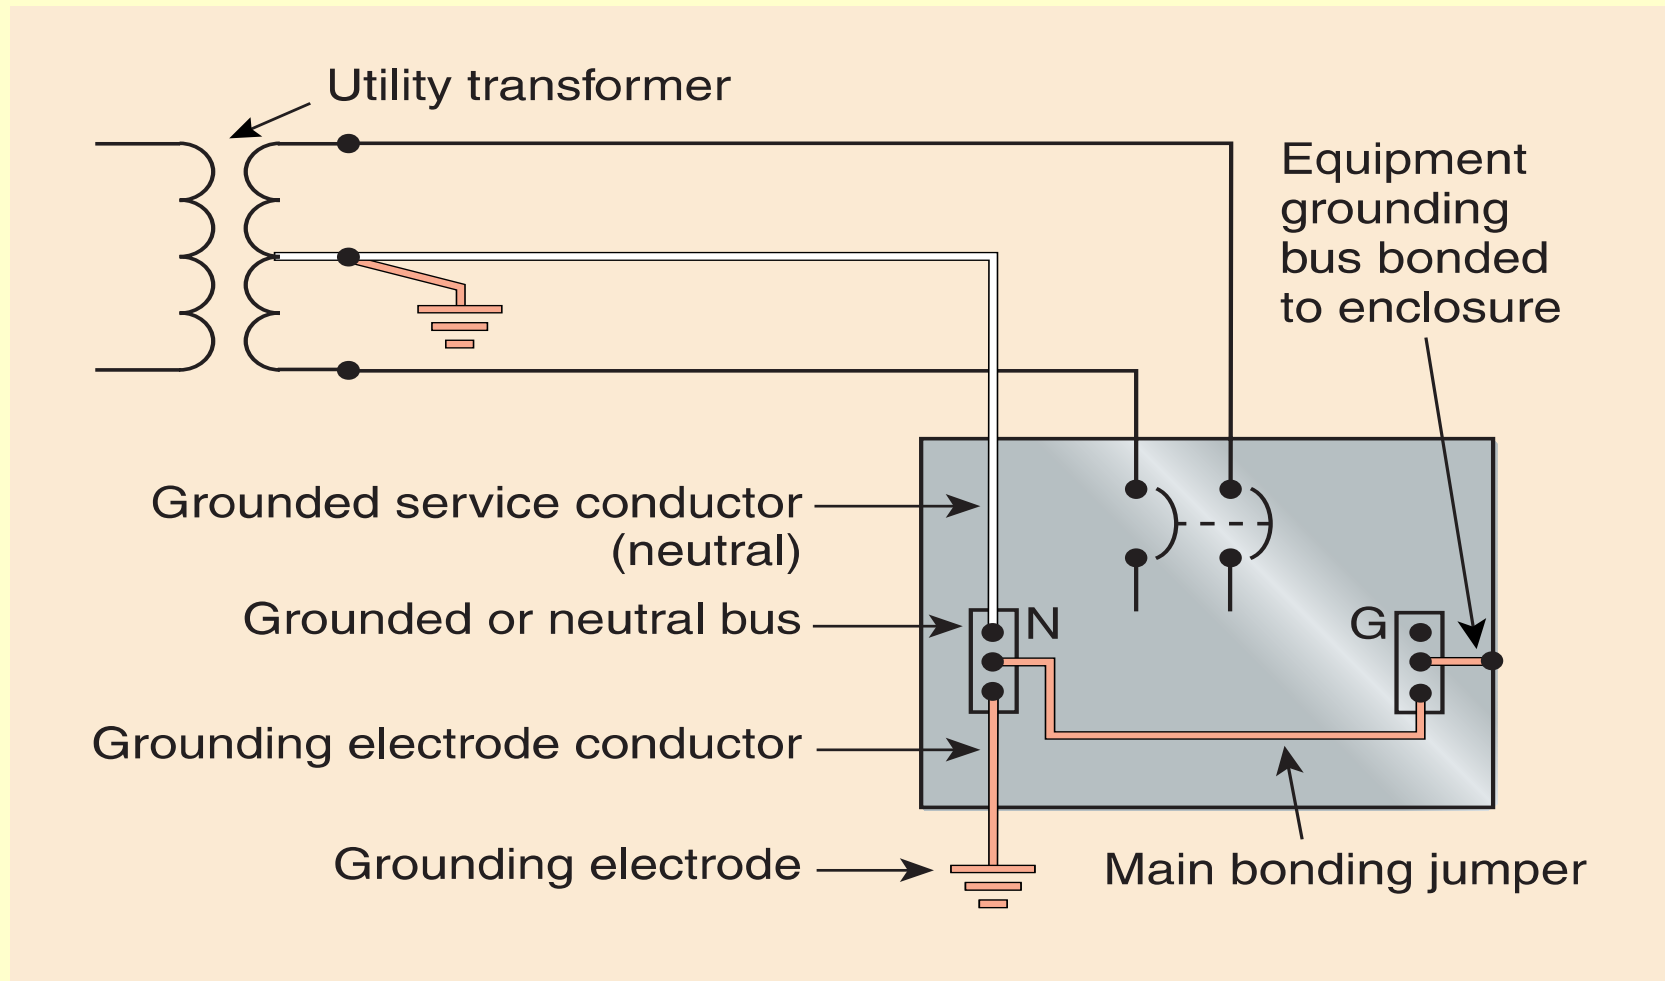 Utility transformer
Equipment
grounding
bus bonded
to enclosure
Grounded service conductor
(neutral)
Grounded or neutral bus
N
G
Grounding electrode conductor
Grounding electrode
Main bonding jumper